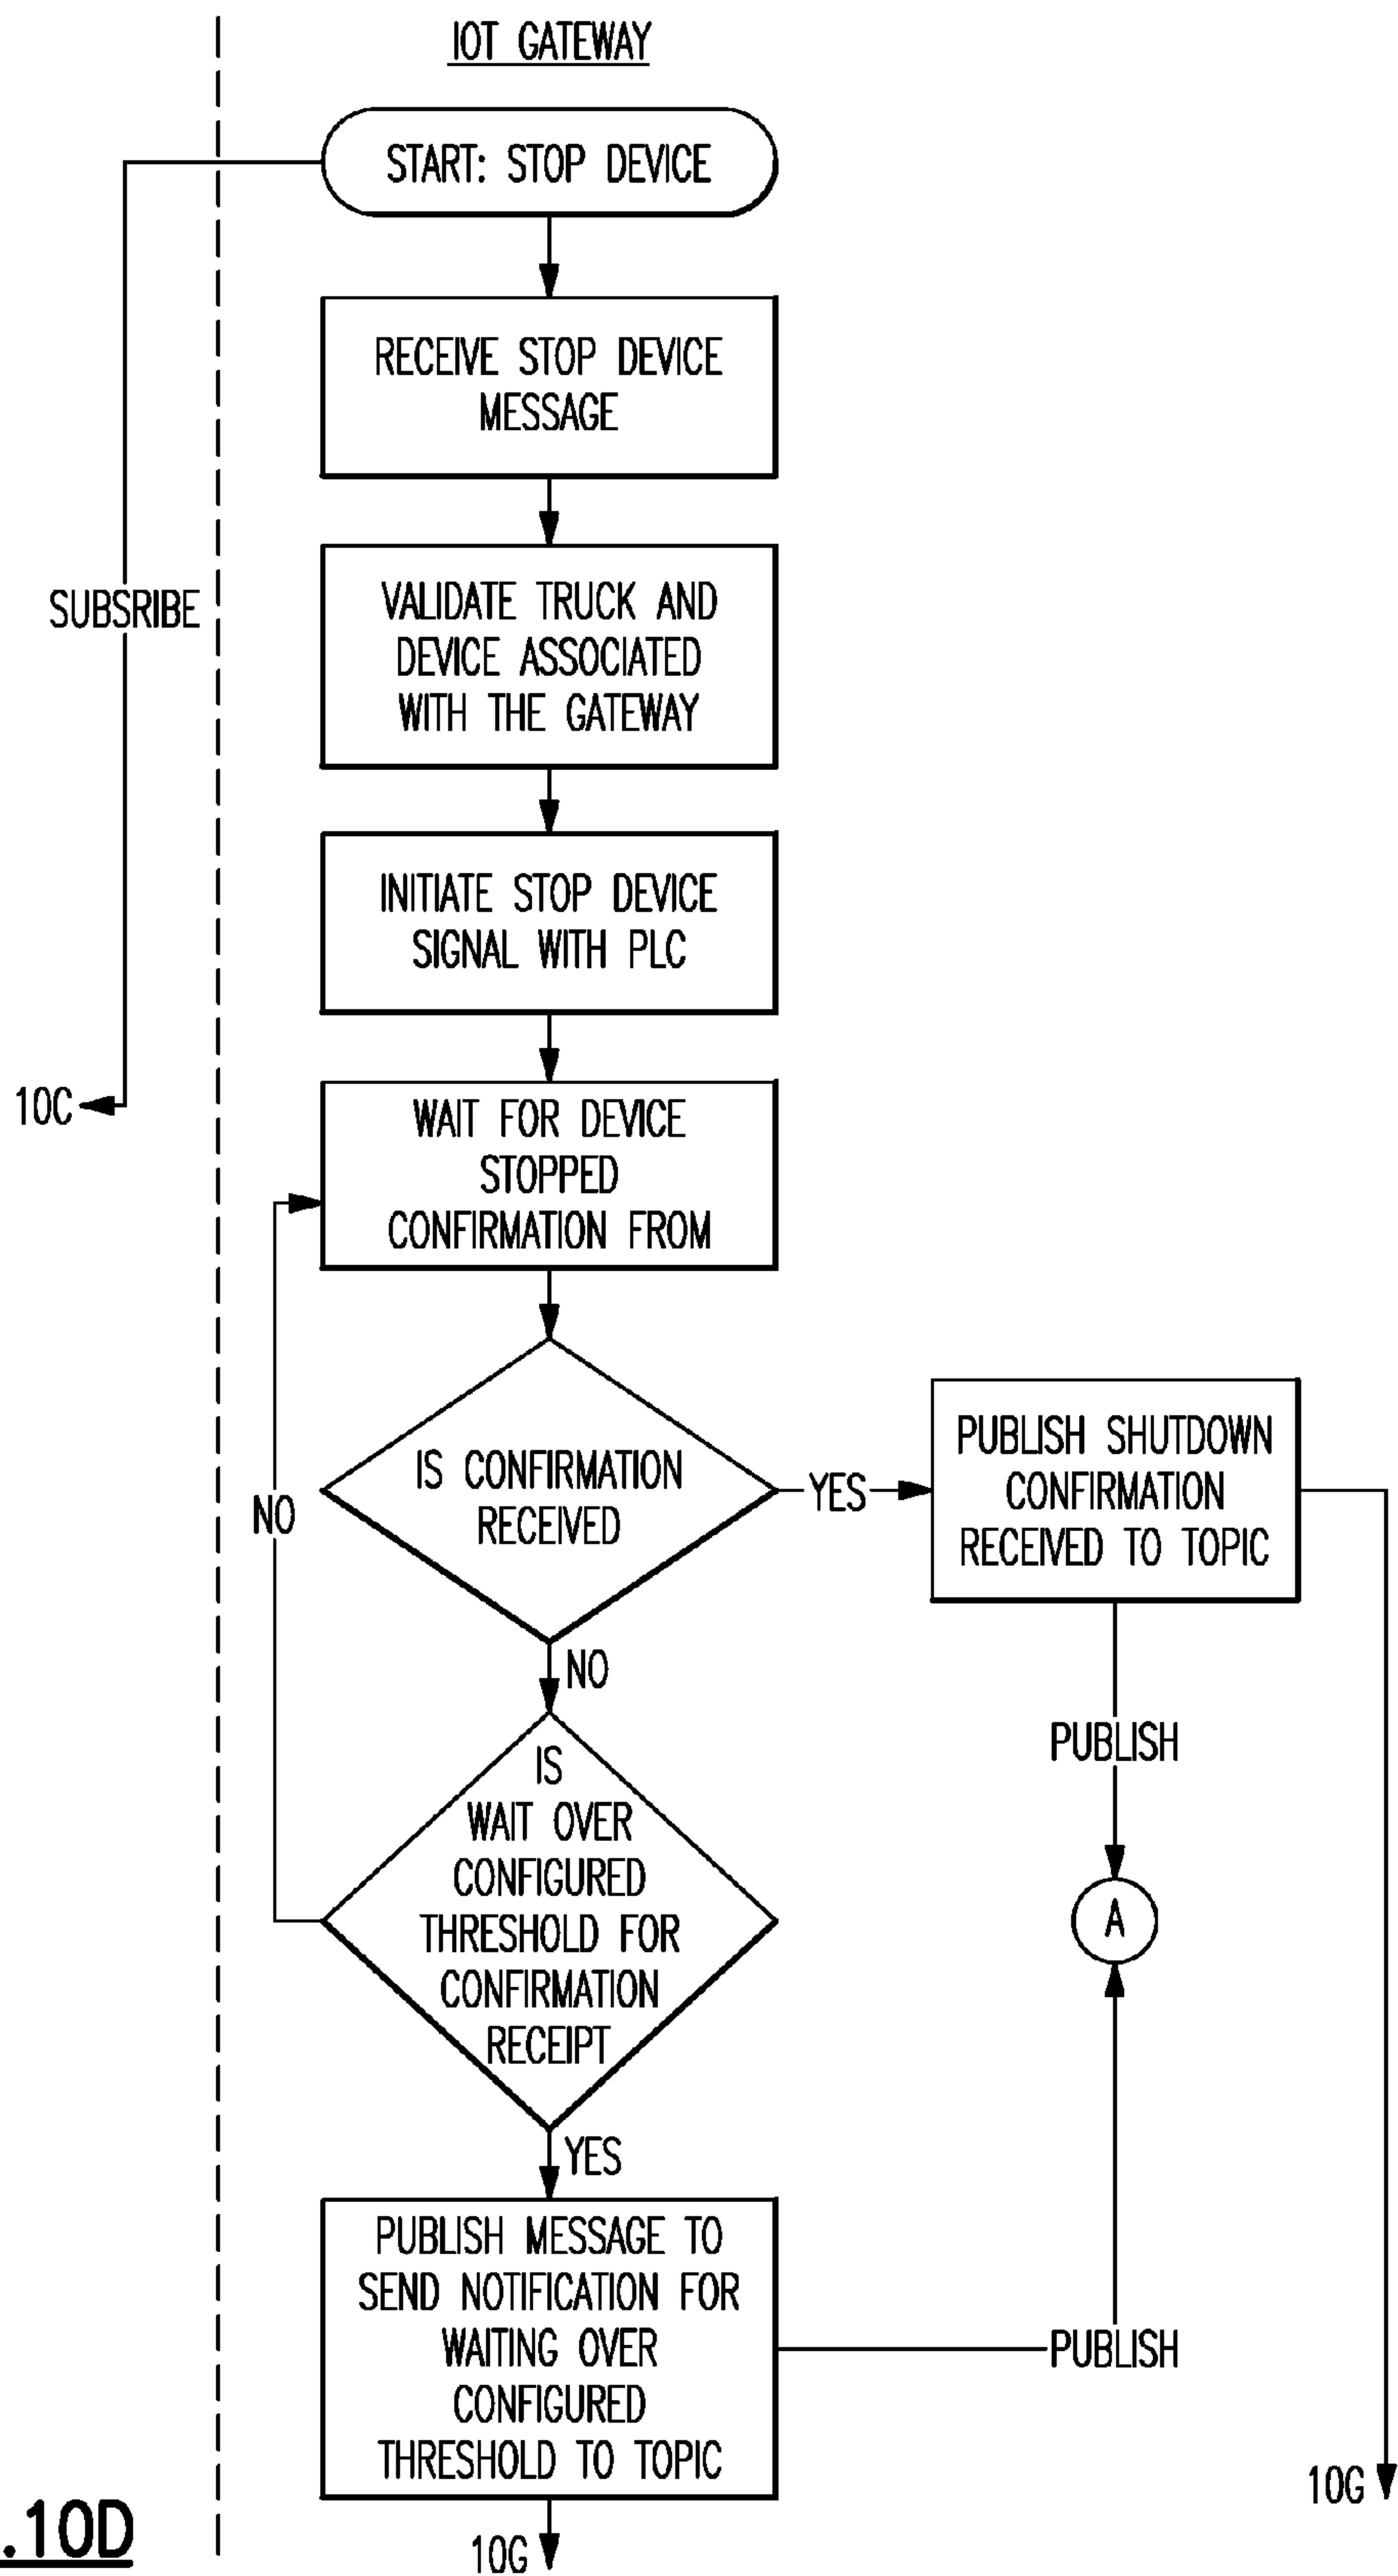 IOT GATEWAY
START: STOP DEVICE
RECEIVE STOP DEVICE
MESSAGE
VALIDATE TRUCK AND
DEVICE ASSOCIATED
WITH THE GATEWAY
SUBSRIBE
INITIATE STOP DEVICE
SIGNAL WITH PLC
10C
WAIT FOR DEVICE
STOPPED
CONFIRMATION FROM
IS CONFIRMATION
RECEIVED
YES
PUBLISH SHUTDOWN
CONFIRMATION
RECEIVED TO TOPIC
NO
NO
PUBLISH
IS
WAIT OVER
CONFIGURED
THRESHOLD FOR
CONFIRMATION
RECEIPT
A
YES
PUBLISH MESSAGE TO
SEND NOTIFICATION FOR
WAITING OVER
CONFIGURED
THRESHOLD TO TOPIC
PUBLISH
10G
10G
.10D